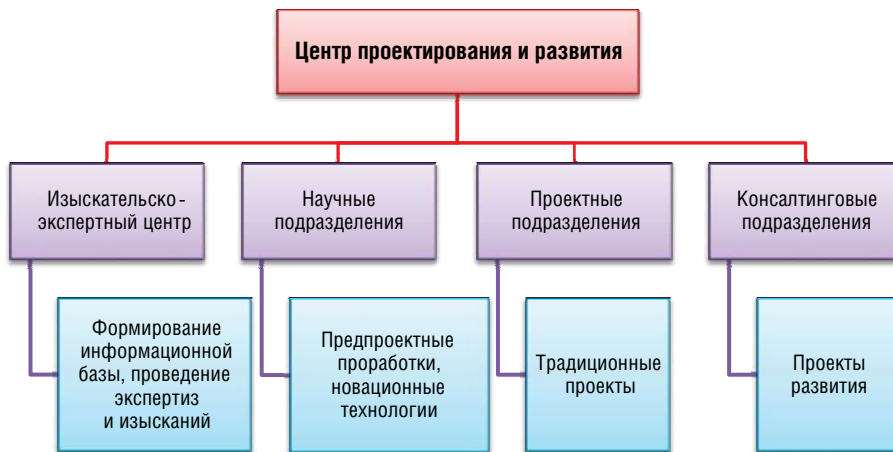 Центр проектирования и развития
Изыскательско-
экспертный центр
Научные
подразделения
Проектные
подразделения
Консалтинговые
подразделения
Формирование
информационной
базы, проведение
экспертиз
и изысканий
Предпроектные
проработки,
новационные
технологии
Традиционные
проекты
Проекты
развития